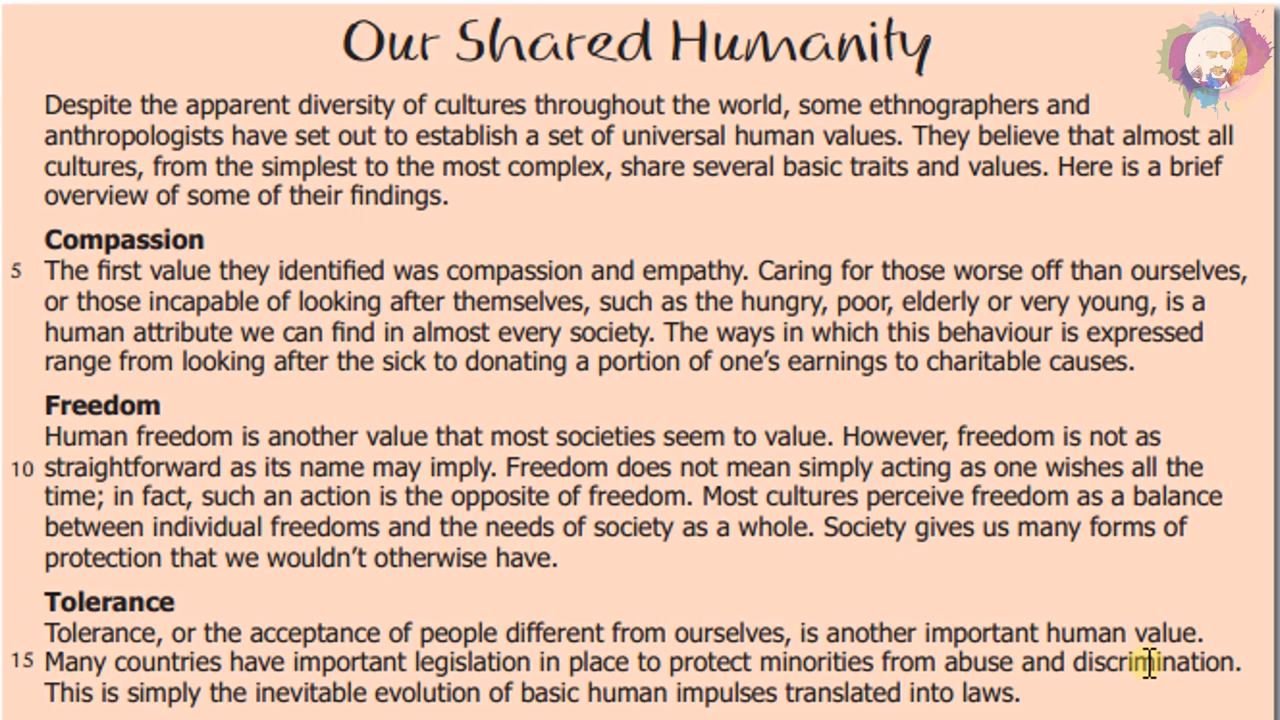 Our Shared Humanity
Despite the apparent diversity of cultures throughout the world, some ethnographers and
anthropologists have set out to establish a set of universal human values. They believe that almost all
cultures, from the simplest to the most complex, share several basic traits and values. Here is a brief
overview of some of their findings.
Compassion
5 The first value they identified was compassion and empathy. Caring for those worse off than ourselves,
or those incapable of looking after themselves, such as the hungry, poor, elderly or very young, is a
human attribute we can find in almost every society. The ways in which this behaviour is expressed
range from looking after the sick to donating a portion of one's earnings to charitable causes.
Freedom
Human freedom is another value that most societies seem to value. However, freedom is not as
10 straightforward as its name may imply. Freedom does not mean simply acting as one wishes all the
time; in fact, such an action is the opposite of freedom. Most cultures perceive freedom as a balance
between individual freedoms and the needs of society as a whole. Society gives us many forms of
protection that we wouldn't otherwise have.
Tolerance
Tolerance, or the acceptance of people different from ourselves, is another important human value.
15 Many countries have important legislation in place to protect minorities from abuse and discrimination.
This is simply the inevitable evolution of basic human impulses translated into laws.